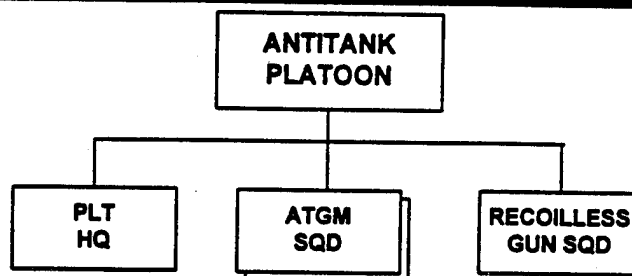 ANTITANK
PLATOON
PLT
HQ
ATGM
SQD
RECOILLESS
GUN SQD